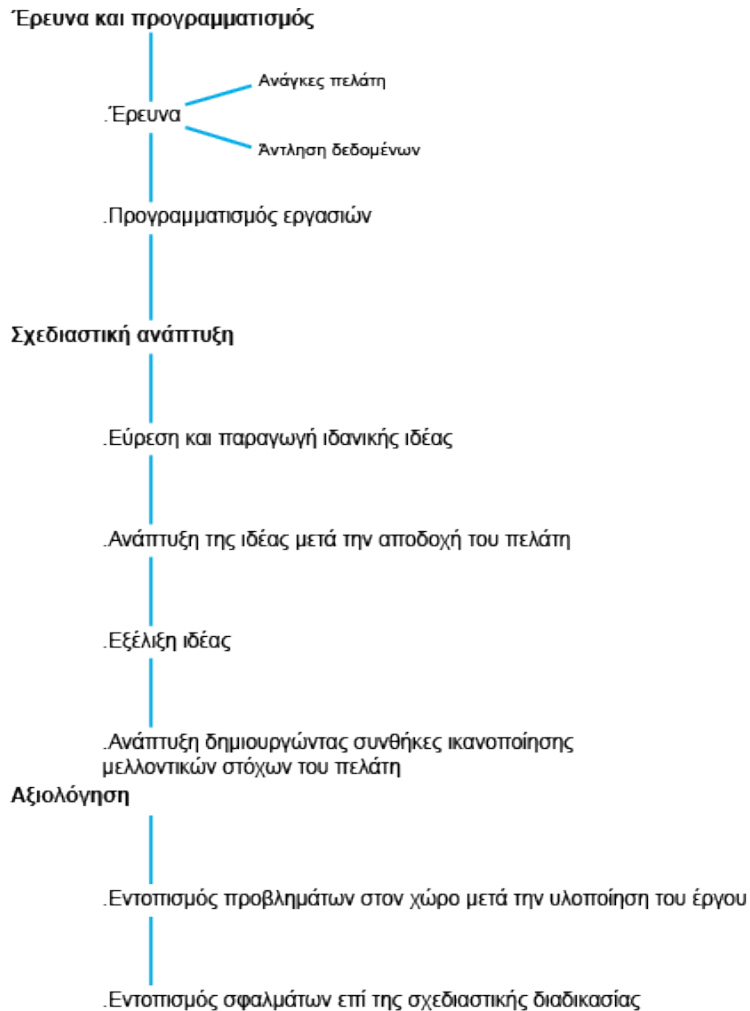 Έρευνα και προγραμματισμός
Ανάγκες πελάτη
.Έρευνα
Άντληση δεδομένων
.Προγραμματισμός εργασιών
Σχεδιαστική ανάπτυξη
.Εύρεση και παραγωγή ιδανικής ιδέας
.Ανάπτυξη της ιδέας μετά την αποδοχή του πελάτη
.Εξέλιξη ιδέας
.Ανάπτυξη δημιουργώντας συνθήκες ικανοποίησης
μελλοντικών στόχων του πελάτη
Αξιολόγηση
.Εντοπισμός προβλημάτων στον χώρο μετά την υλοποίηση του έργου
.Εντοπισμός σφαλμάτων επί της σχεδιαστικής διαδικασίας